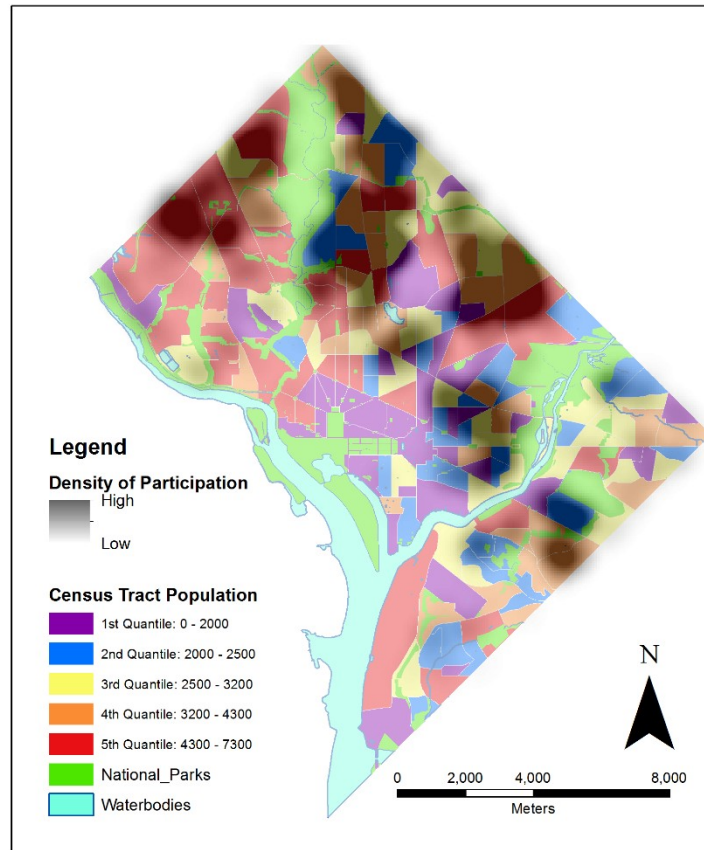 Legend
Density of Participation
High
Low
Census Tract Population
1st Quantile: 0 - 2000
2nd Quantile: 2000 - 2500
3rd Quantile: 2500 - 3200
4th Quantile: 3200 - 4300
5th Quantile: 4300 - 7300
National_Parks
Waterbodies
N
0 2,000 4,000 8,000
Meters